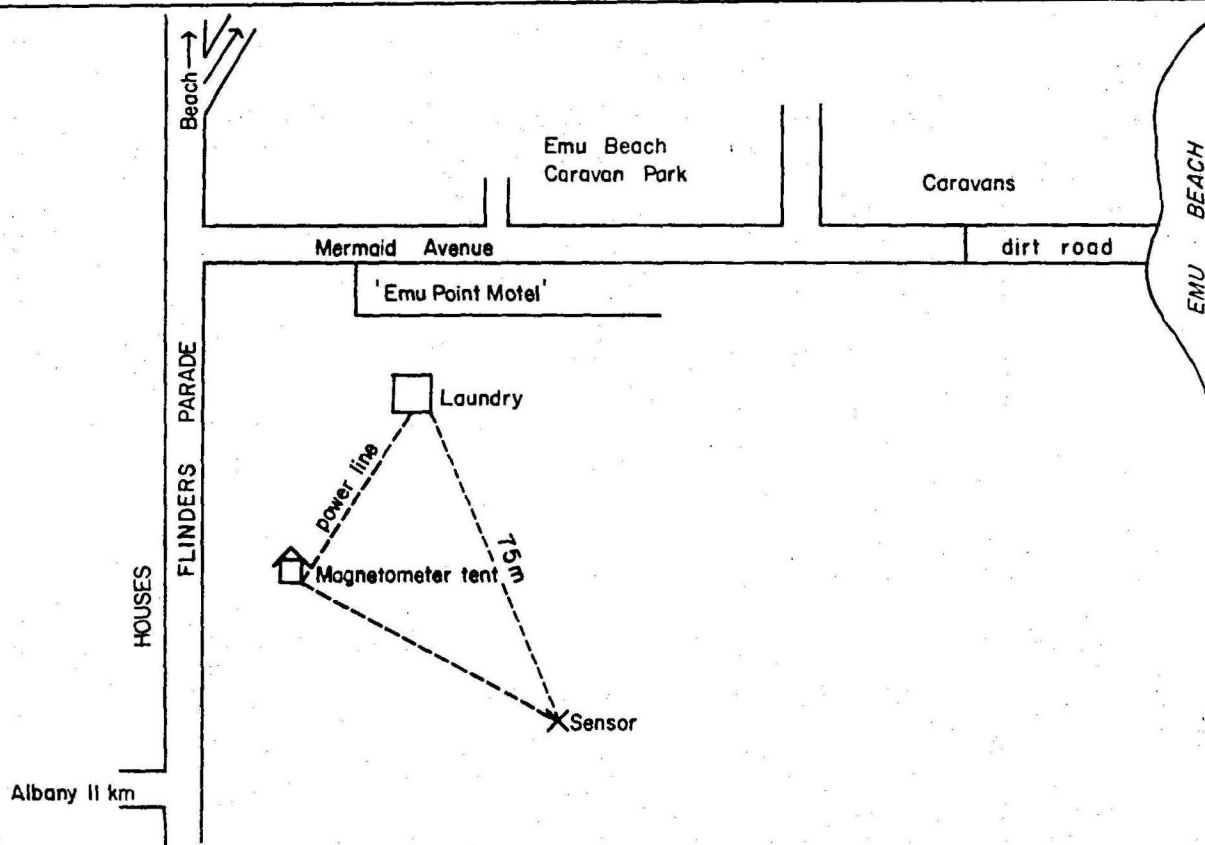 Beach
Emu Beach
Caravan Park
Caravans
EMU BEACH
Mermaid Avenue
dirt road
'Emu Point Motel'
FLINDERS PARADE
Laundry
power line
75m
Magnetometer tent
HOUSES
Sensor
Albany 11 km